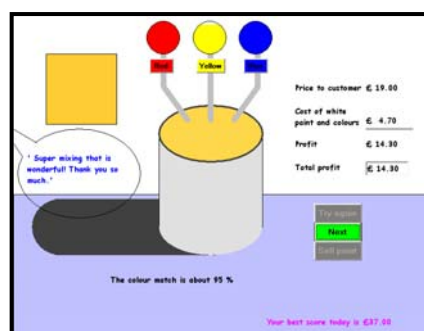 Red Yellow Blue
Price to customer £ 19.00
Cost of white
paint and colours £ 4.70
Profit £ 14.30
Total profit £ 14.30
' Super mixing that is
wonderful! Thank you so
much.'
Try again
Next
Sell paint
The colour match is about 95 %
Your best score today is £37.00